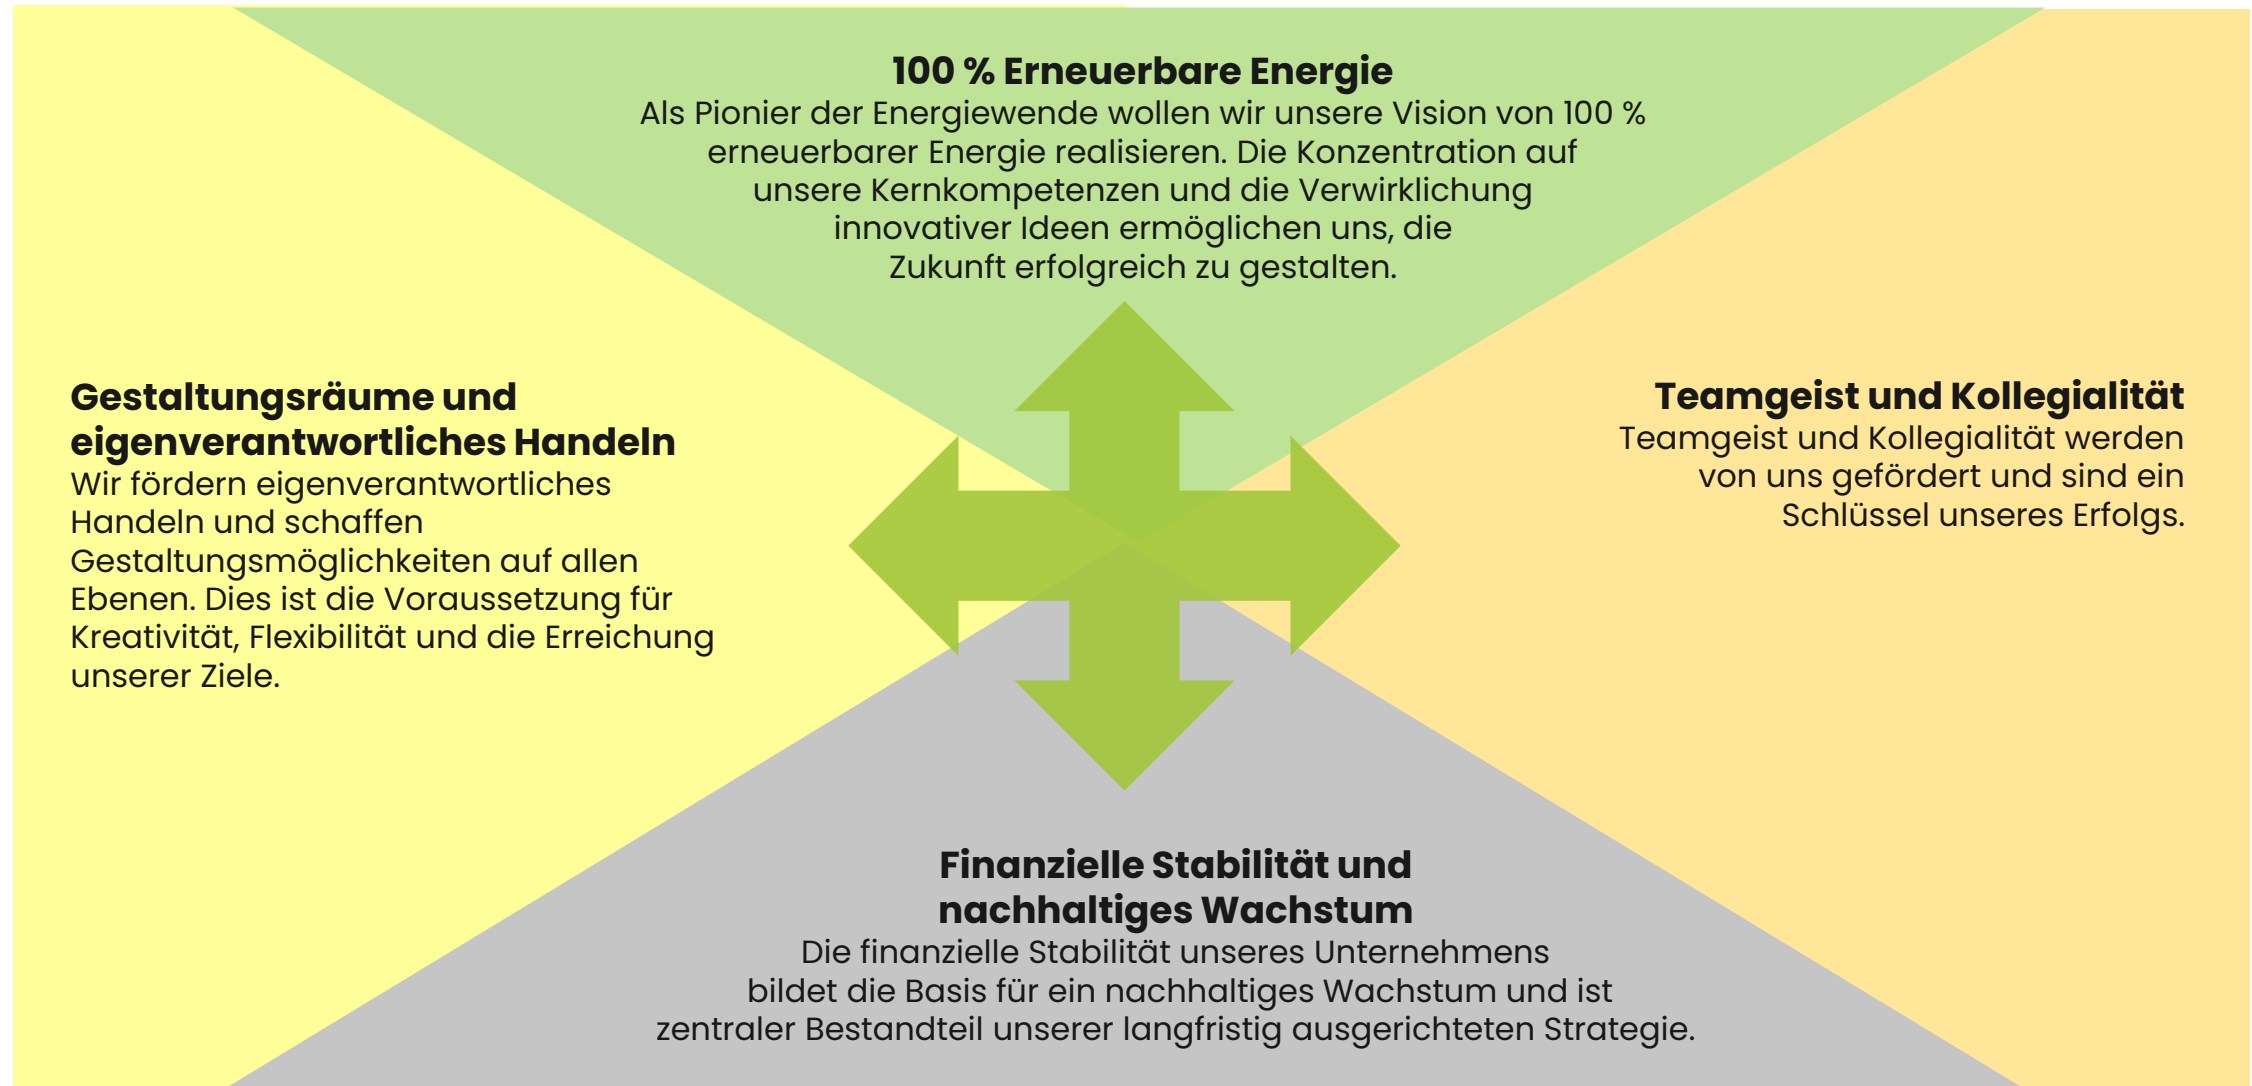 100 % Erneuerbare Energie
Als Pionier der Energiewende wollen wir unsere Vision von 100 %
erneuerbarer Energie realisieren. Die Konzentration auf
unsere Kernkompetenzen und die Verwirklichung
innovativer Ideen ermöglichen uns, die
Zukunft erfolgreich zu gestalten.
Gestaltungsräume und
eigenverantwortliches Handeln
Wir fördern eigenverantwortliches
Handeln und schaffen
Gestaltungsmöglichkeiten auf allen
Ebenen. Dies ist die Voraussetzung für
Kreativität, Flexibilität und die Erreichung
unserer Ziele.
Teamgeist und Kollegialität
Teamgeist und Kollegialität werden
von uns gefördert und sind ein
Schlüssel unseres Erfolgs.
Finanzielle Stabilität und
nachhaltiges Wachstum
Die finanzielle Stabilität unseres Unternehmens
bildet die Basis für ein nachhaltiges Wachstum und ist
zentraler Bestandteil unserer langfristig ausgerichteten Strategie.